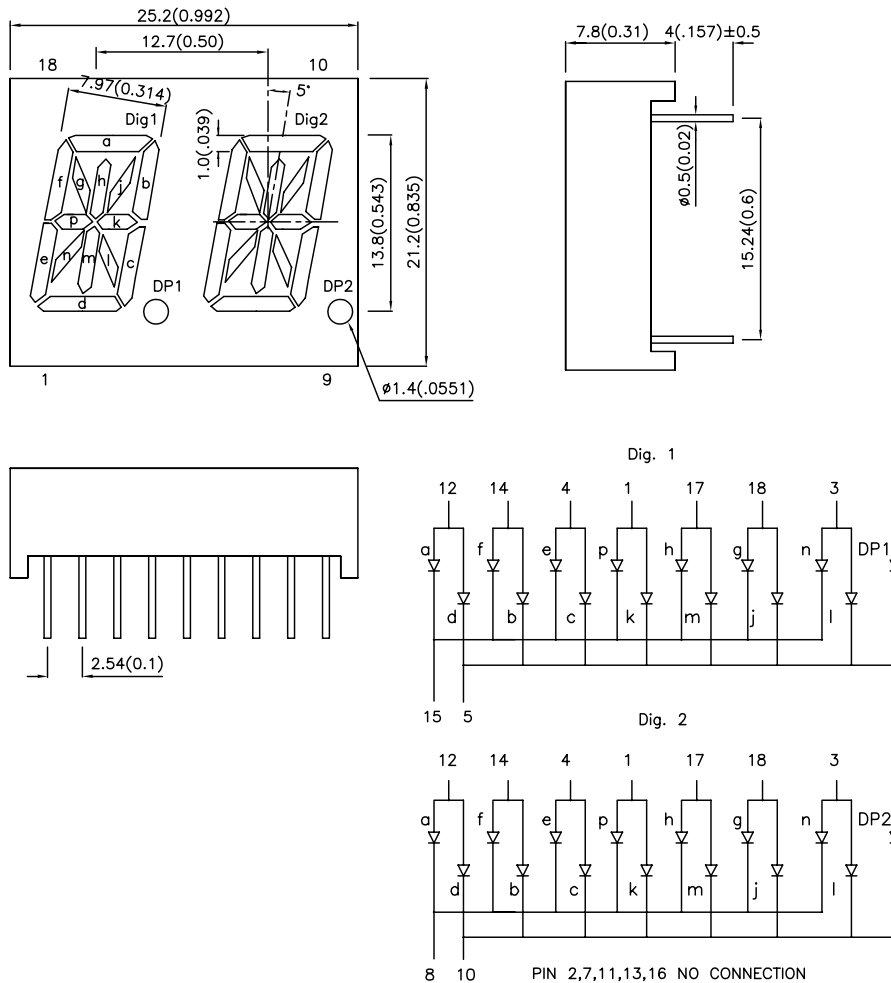 25.2(0.992)
12.7(0.50)
18
10
7.97(0.314)
5°
Dig1
Dig2
1.0(.039)
a
f
g
h
j
b
p
k
e
n
m
l
c
d
DP1
DP2
13.8(0.543)
21.2(0.835)
1
9
ø1.4(.0551)
7.8(0.31)
4(.157)±0.5
ø0.5(0.02)
15.24(0.6)
2.54(0.1)
Dig. 1
12 14 4 1 17 18 3
a f e p h g n DP1
d b c k m j l
15 5
Dig. 2
12 14 4 1 17 18 3
a f e p h g n DP2
d b c k m j l
8 10
PIN 2,7,11,13,16 NO CONNECTION